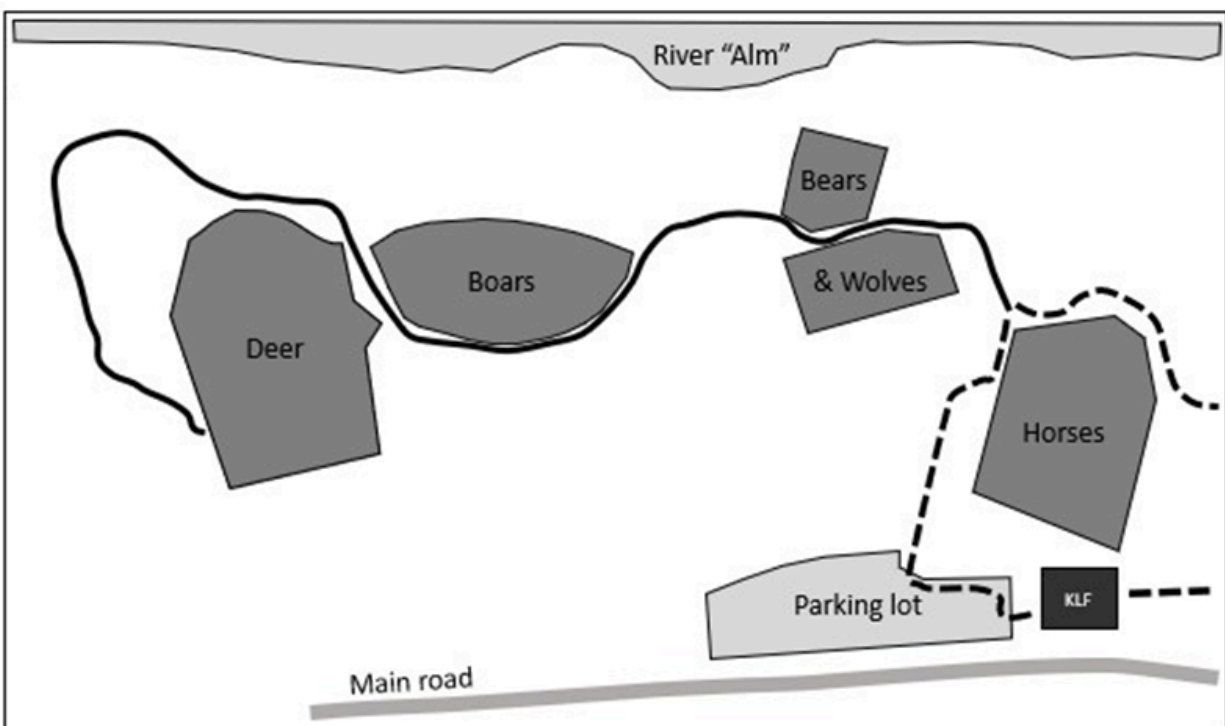 River “Alm”
Bears
& Wolves
Boars
Deer
Horses
Parking lot
KLF
Main road